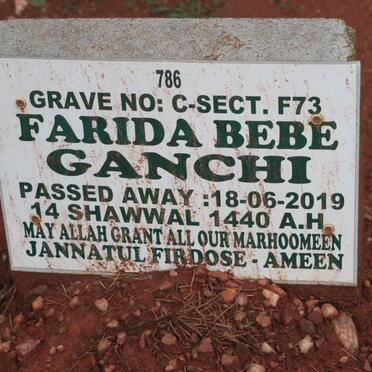 786
GRAVE NO: C-SECT. F73
FARIDA BEBE
GANCHI
PASSED AWAY :18-06-2019
14 SHAWWAL 1440 A.H
MAY ALLAH GRANT ALL OUR MARHOOMEEN
JANNATUL FIRDOSE - AMEEN